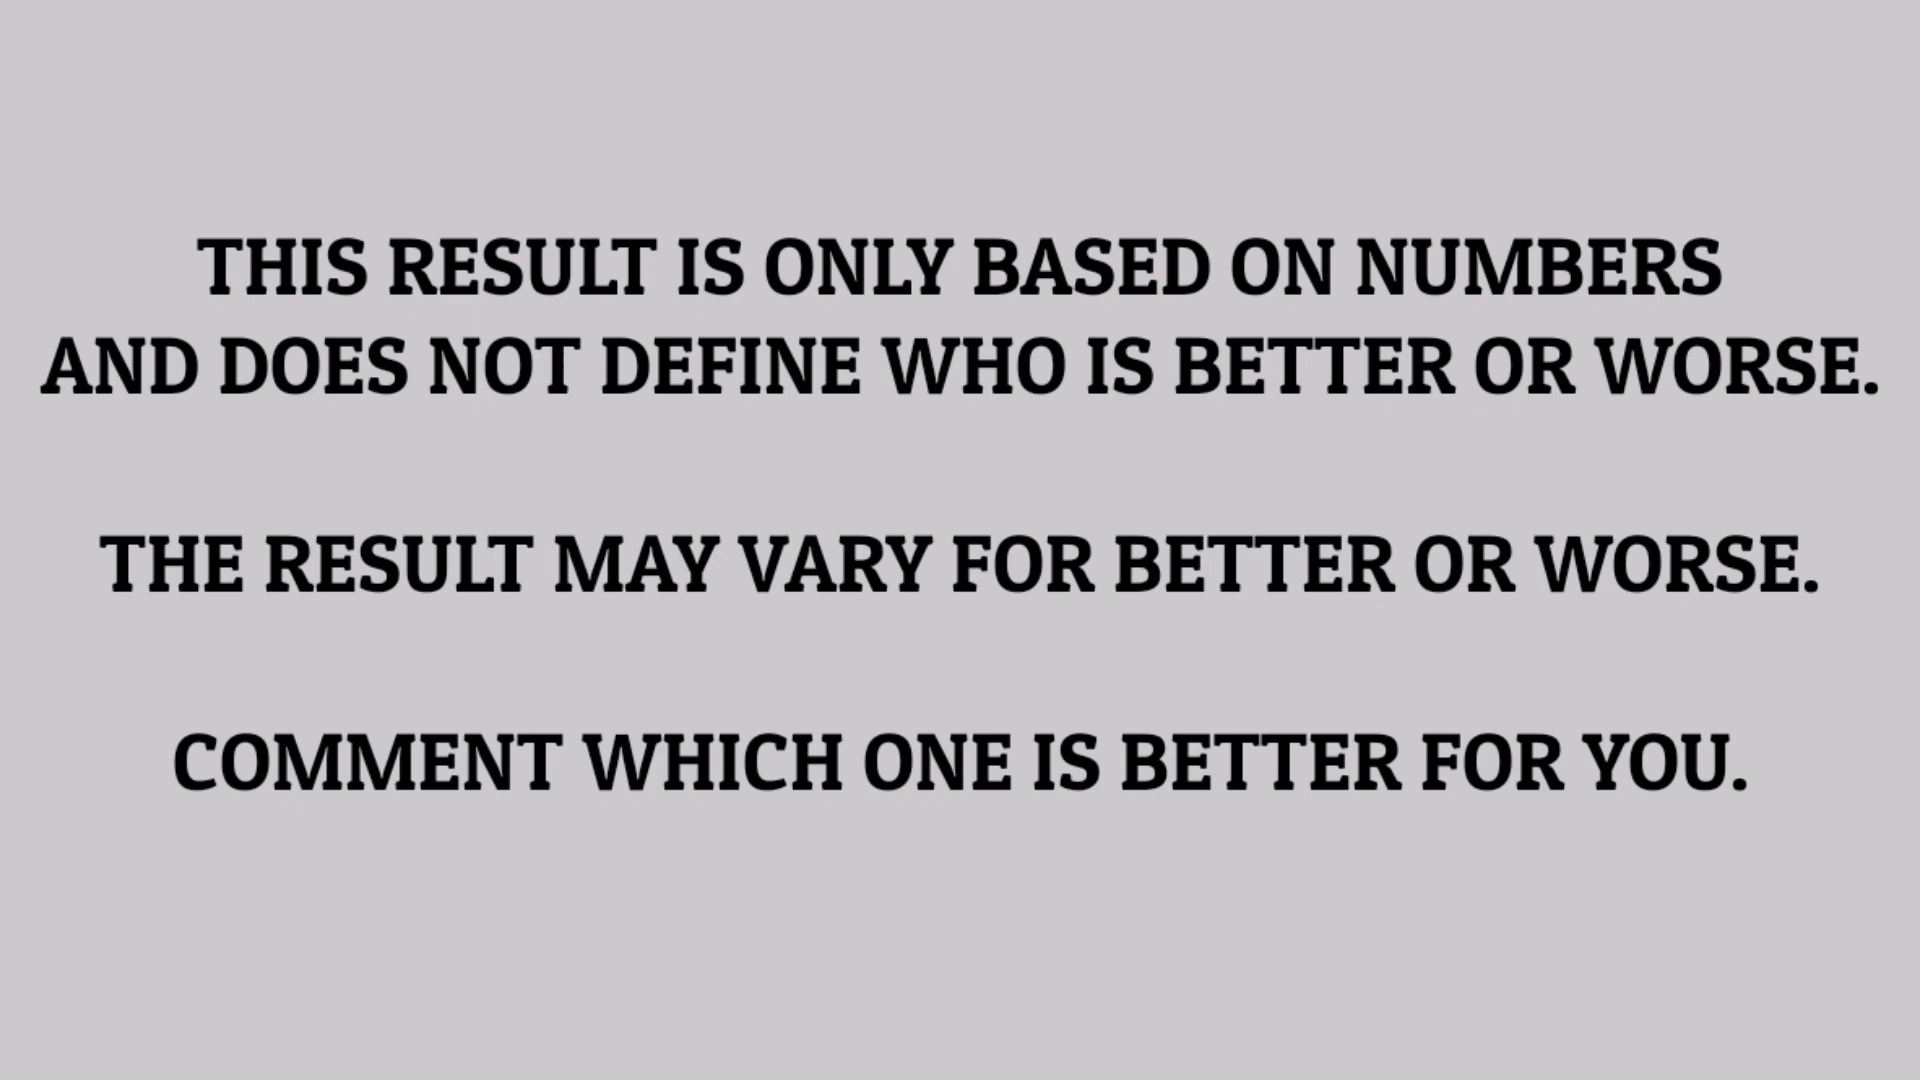 THIS RESULT IS ONLY BASED ON NUMBERS
AND DOES NOT DEFINE WHO IS BETTER OR WORSE.
THE RESULT MAY VARY FOR BETTER OR WORSE.
COMMENT WHICH ONE IS BETTER FOR YOU.